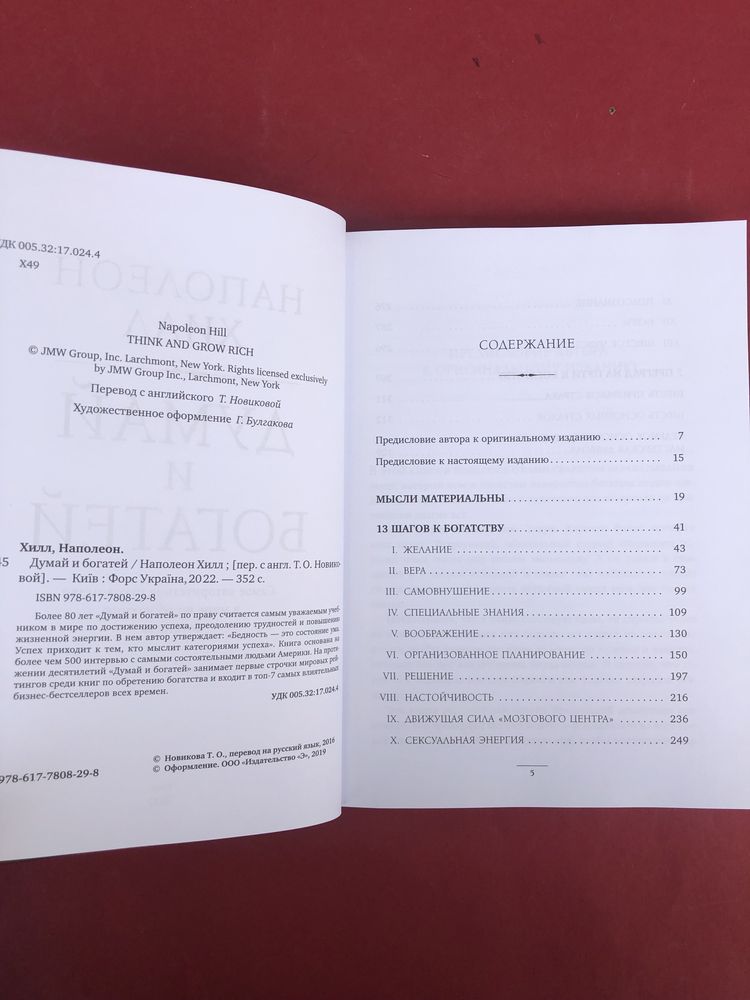 УДК 005.32:17.024.4
Х49
Napoleon Hill
THINK AND GROW RICH
© JMW Group, Inc. Larchmont, New York. Rights licensed exclusively
by JMW Group Inc., Larchmont, New York
Перевод с английского Т. Новиковой
Художественное оформление Г. Булгакова
Хилл, Наполеон.
45 Думай и богатей / Наполеон Хилл ; [пер. с англ. Т. О. Новико-
вой]. — Київ : Форс Україна, 2022. — 352 с.
ISBN 978-617-7808-29-8
Более 80 лет «Думай и богатей» по праву считается самым уважаемым учеб-
ником в мире по достижению успеха, преодолению трудностей и повышению
жизненной энергии. В нем автор утверждает: «Бедность — это состояние ума.
Успех приходит к тем, кто мыслит категориями успеха». Книга основана на
более чем 500 интервью с самыми состоятельными людьми Америки. На протя-
жении десятилетий «Думай и богатей» занимает первые строчки мировых рей-
тингов среди книг по обретению богатства и входит в топ-7 самых влиятельных
бизнес-бестселлеров всех времен.
УДК 005.32:17.024.4
© Новикова Т. О., перевод на русский язык, 2016
© Оформление. ООО «Издательство «Э», 2019
978-617-7808-29-8
СОДЕРЖАНИЕ
Предисловие автора к оригинальному изданию ........... 7
Предисловие к настоящему изданию ................. 15
МЫСЛИ МАТЕРИАЛЬНЫ ........................ 19
13 ШАГОВ К БОГАТСТВУ ........................ 41
I. ЖЕЛАНИЕ ................................ 43
II. ВЕРА .................................... 73
III. САМОВНУШЕНИЕ .......................... 99
IV. СПЕЦИАЛЬНЫЕ ЗНАНИЯ ................... 109
V. ВООБРАЖЕНИЕ ........................... 130
VI. ОРГАНИЗОВАННОЕ ПЛАНИРОВАНИЕ .......... 150
VII. РЕШЕНИЕ ................................ 197
VIII. НАСТОЙЧИВОСТЬ ......................... 216
IX. ДВИЖУЩАЯ СИЛА «МОЗГОВОГО ЦЕНТРА» ....... 236
X. СЕКСУАЛЬНАЯ ЭНЕРГИЯ .................... 249
5